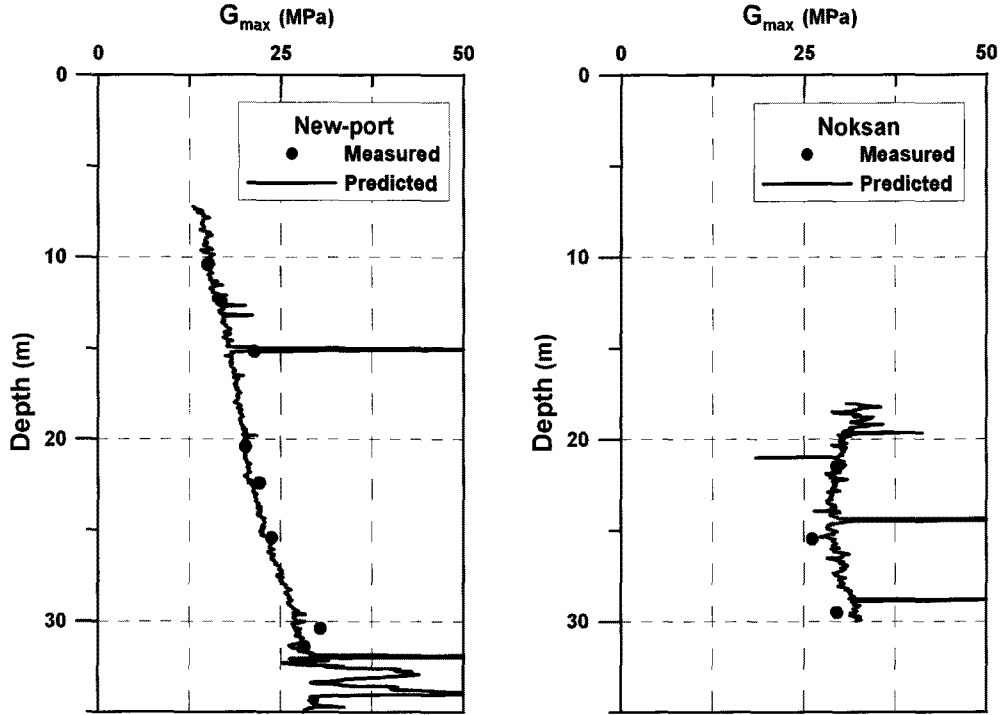 G_max (MPa)
0 25 50
0
10
20
30
Depth (m)
New-port
Measured
Predicted
G_max (MPa)
0 25 50
0
10
20
30
Depth (m)
Noksan
Measured
Predicted